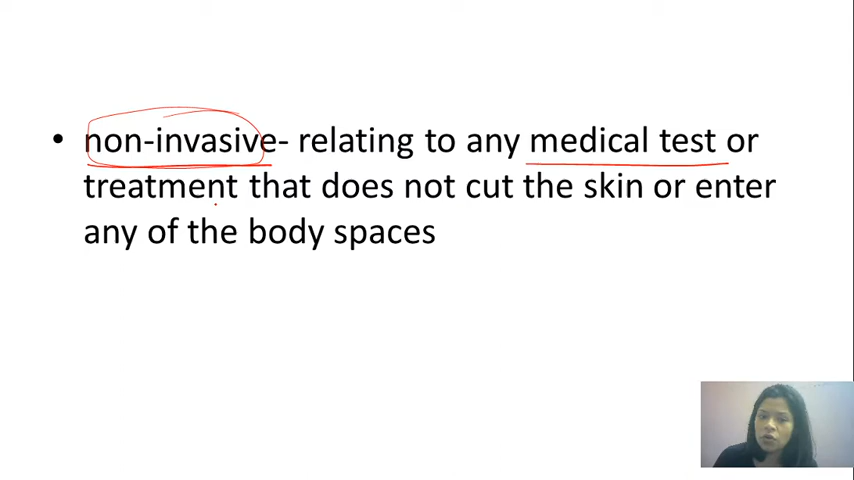 • non-invasive- relating to any medical test or
treatment that does not cut the skin or enter
any of the body spaces